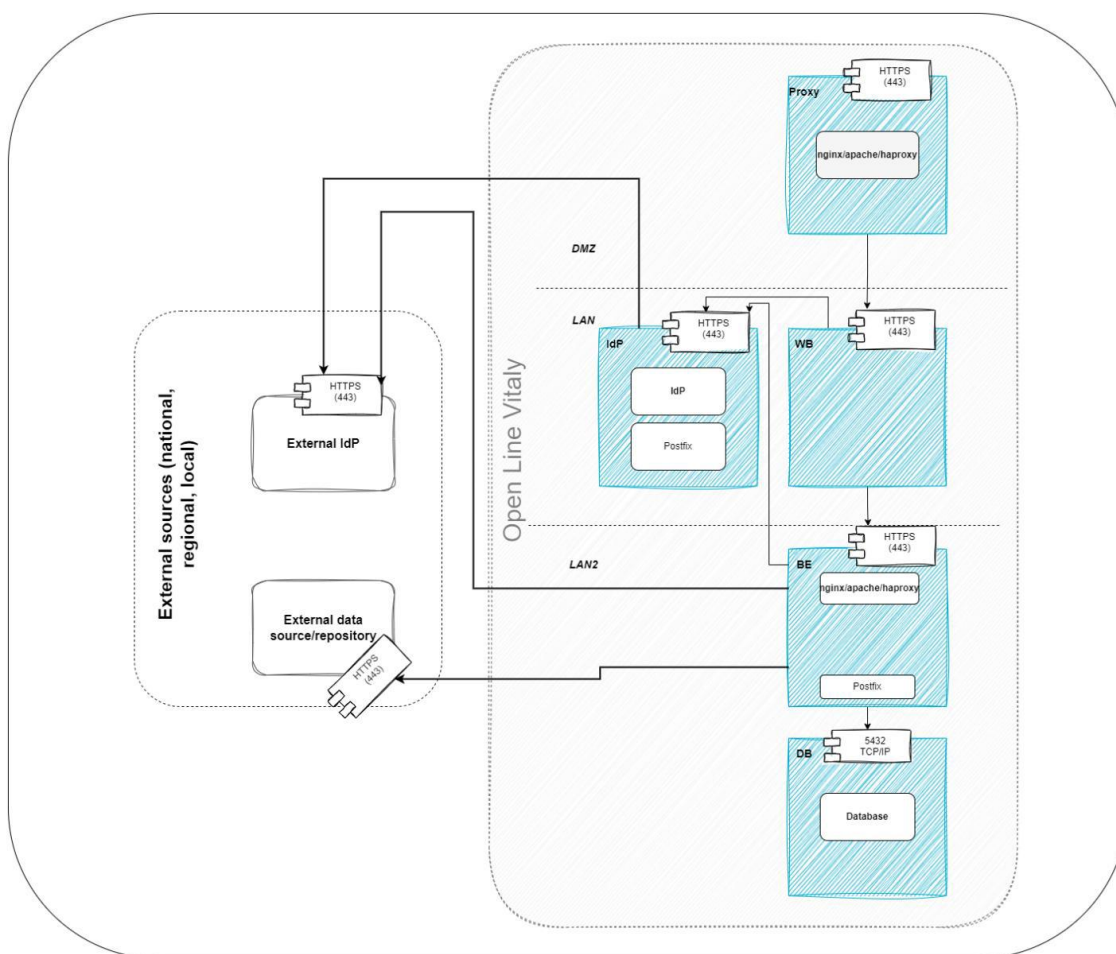 HTTPS
(443)
Proxy
nginx/apache/haproxy
DMZ
LAN
HTTPS
(443)
IdP
IdP
Postfix
HTTPS
(443)
WB
Open Line Vitaly
External sources (national,
regional, local)
HTTPS
(443)
External IdP
External data
source/repository
HTTPS
(443)
LAN2
HTTPS
(443)
BE
nginx/apache/haproxy
Postfix
5432
TCP/IP
DB
Database